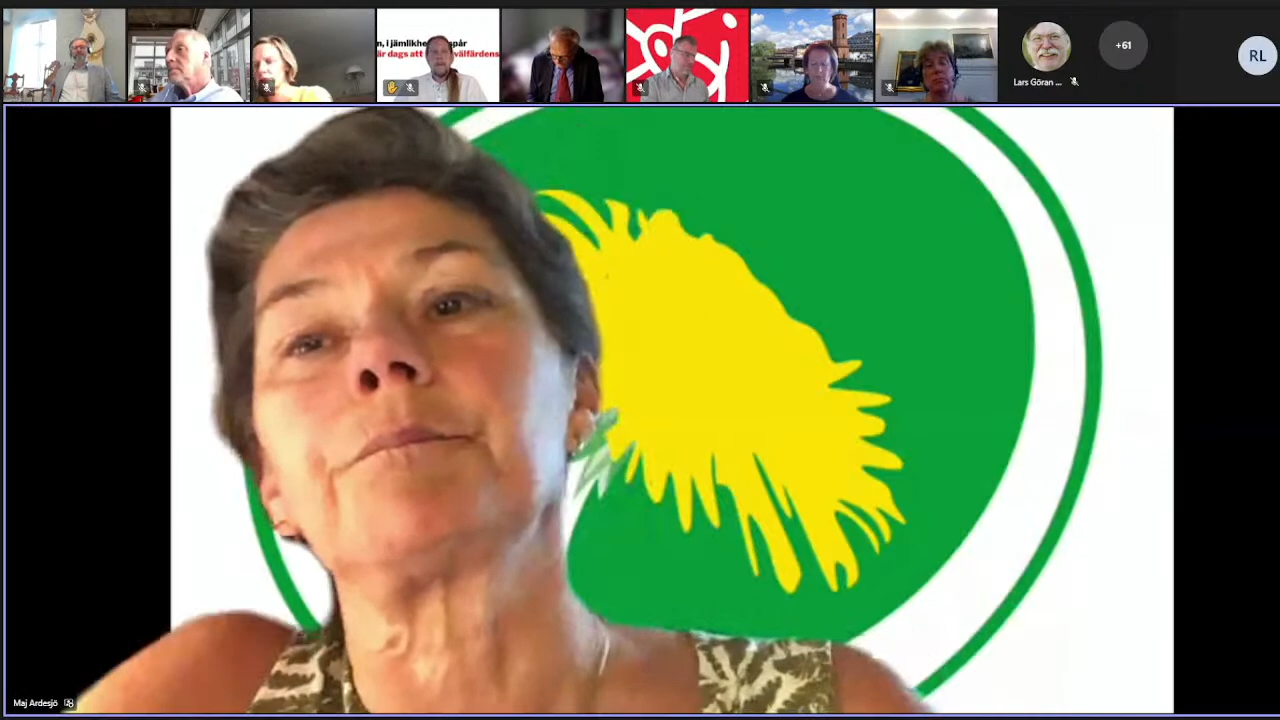 n, i jämlikhe
spår
är dags att
välfärdens
Lars Göran ...
+61
RL
Maj Ardesjö